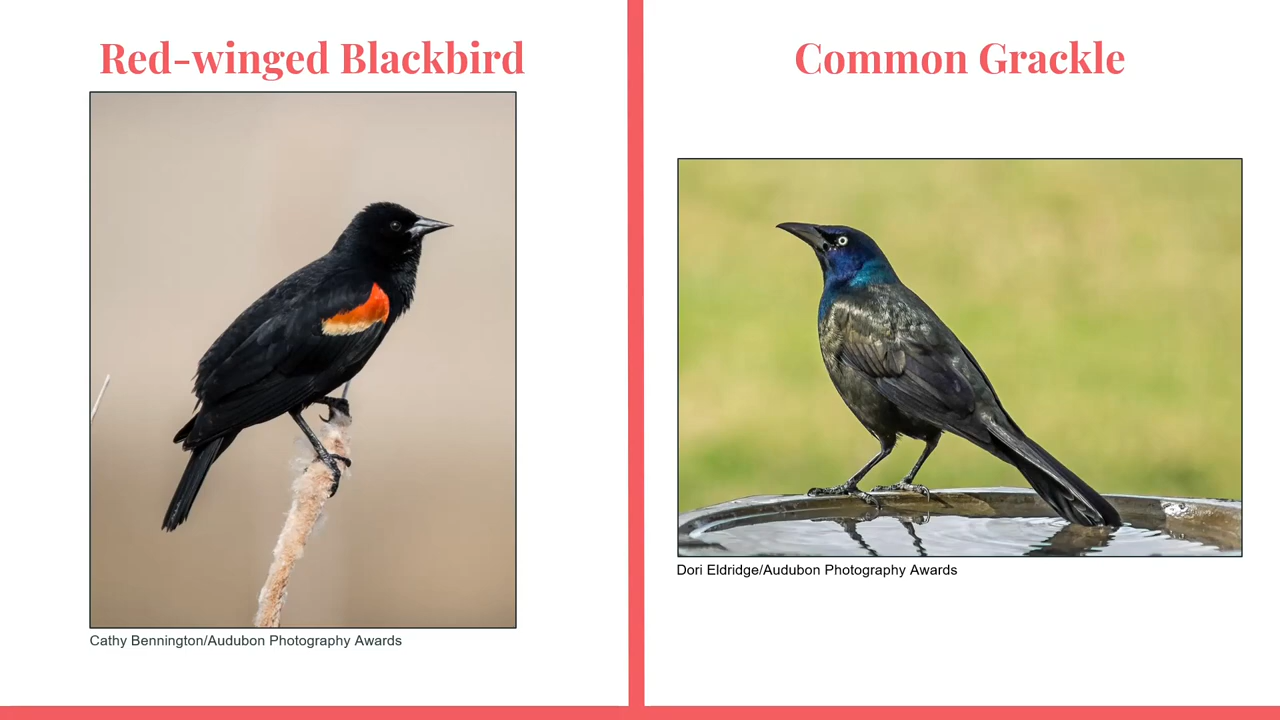 Red-winged Blackbird
Cathy Bennington/Audubon Photography Awards
Common Grackle
Dori Eldridge/Audubon Photography Awards